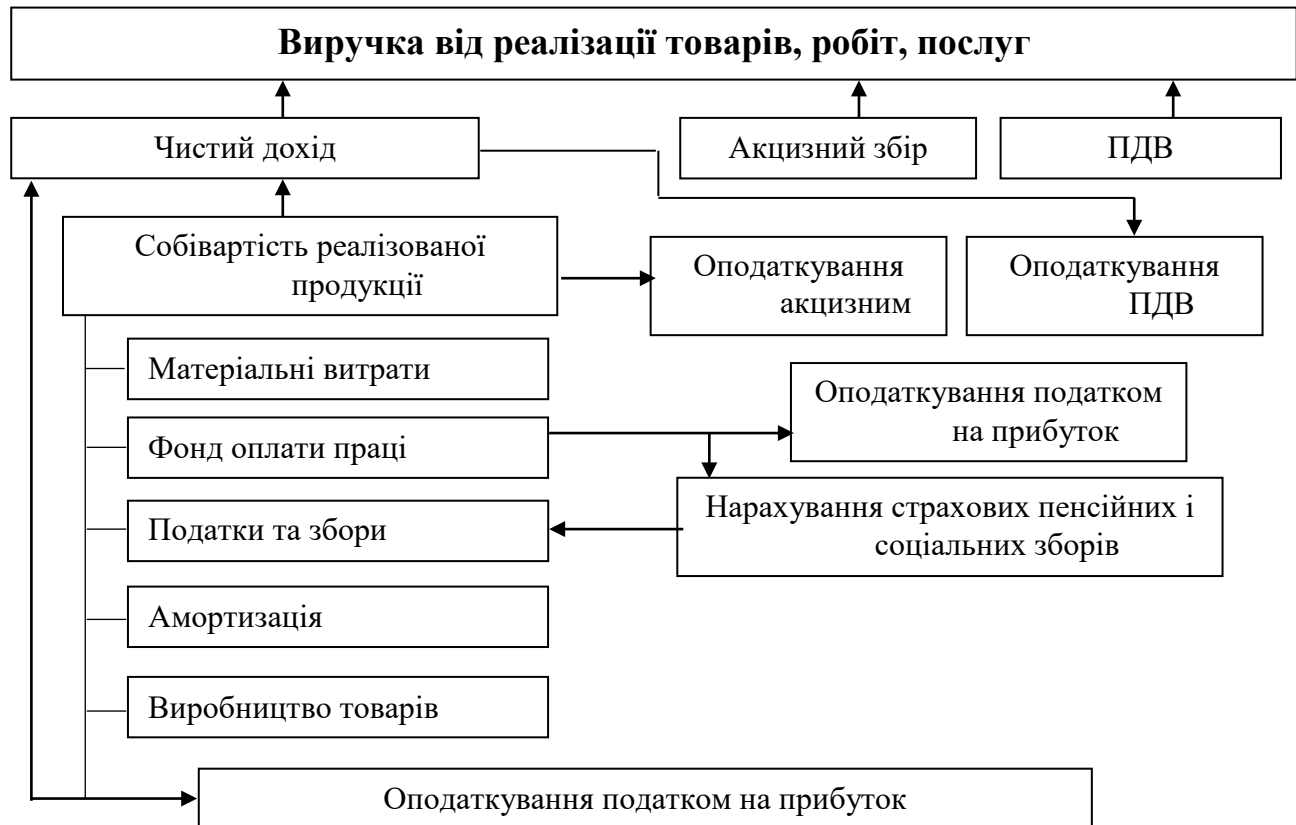 Виручка від реалізації товарів, робіт, послуг
Чистий дохід
Акцизний збір
ПДВ
Собівартість реалізованої
продукції
Оподаткування
акцизним
Оподаткування
ПДВ
Матеріальні витрати
Оподаткування податком
на прибуток
Фонд оплати праці
Нарахування страхових пенсійних і
соціальних зборів
Податки та збори
Амортизація
Виробництво товарів
Оподаткування податком на прибуток